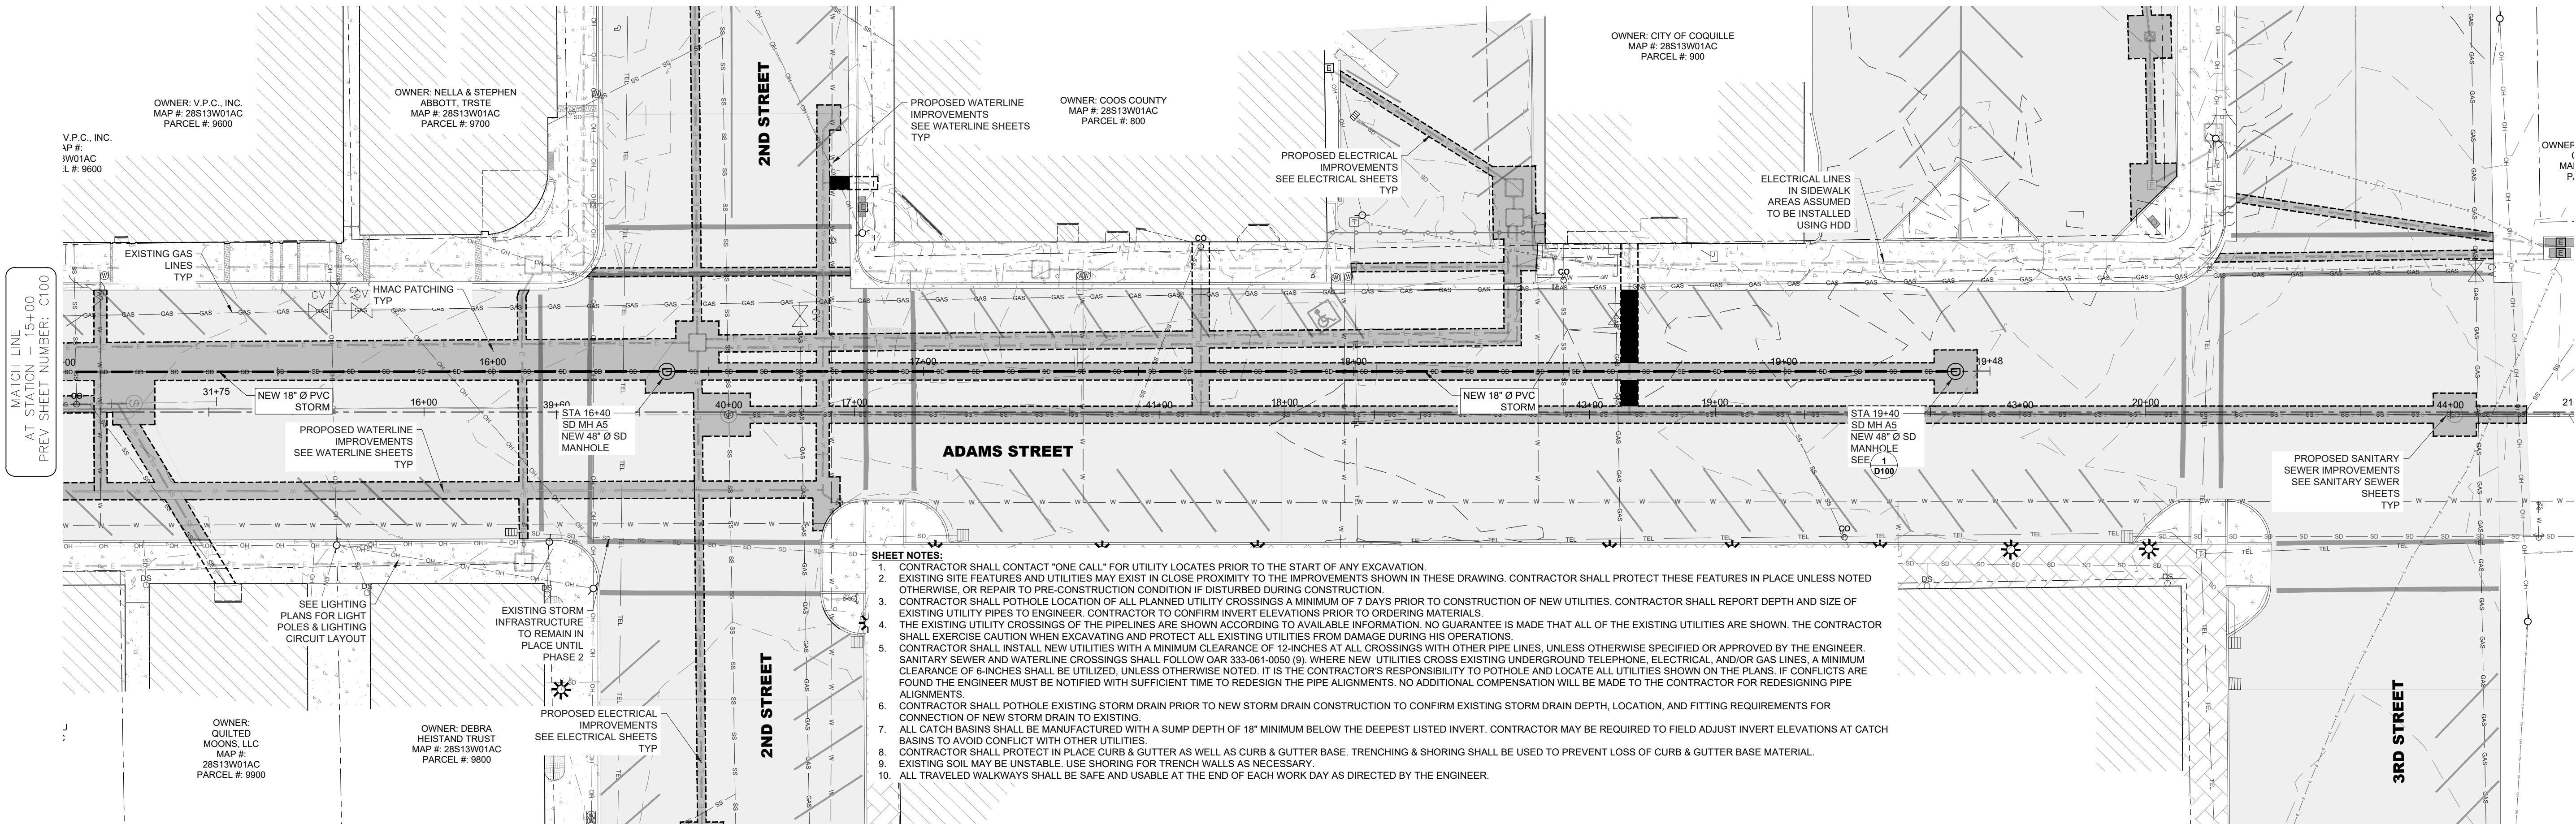 MATCH LINE
AT STATION - 15+00
PREV SHEET NUMBER: C100
V.P.C., INC.
AP #:
3W01AC
EL #: 9600
OWNER: V.P.C., INC.
MAP #: 28S13W01AC
PARCEL #: 9600
OWNER: NELLA & STEPHEN
ABBOTT, TRSTE
MAP #: 28S13W01AC
PARCEL #: 9700
2ND STREET
PROPOSED WATERLINE
IMPROVEMENTS
SEE WATERLINE SHEETS
TYP
OWNER: COOS COUNTY
MAP #: 28S13W01AC
PARCEL #: 800
PROPOSED ELECTRICAL
IMPROVEMENTS
SEE ELECTRICAL SHEETS
TYP
OWNER: CITY OF COQUILLE
MAP #: 28S13W01AC
PARCEL #: 900
ELECTRICAL LINES
IN SIDEWALK
AREAS ASSUMED
TO BE INSTALLED
USING HDD
OWNER
EXISTING GAS
LINES
TYP
HMAC PATCHING
TYP
CO
CO
16+00
17+00
18+00
19+00
19+48
NEW 18" Ø PVC
STORM
NEW 18" Ø PVC
STORM
31+75
16+00
39+60
40+00
17+00
41+00
18+00
42+00
19+00
43+00
20+00
44+00
21
STA 16+40
SD MH A5
NEW 48" Ø SD
MANHOLE
STA 19+40
SD MH A5
NEW 48" Ø SD
MANHOLE
SEE
1
D100
PROPOSED WATERLINE
IMPROVEMENTS
SEE WATERLINE SHEETS
TYP
ADAMS STREET
PROPOSED SANITARY
SEWER IMPROVEMENTS
SEE SANITARY SEWER
SHEETS
TYP
CO
DS
DS
DS
DS
SEE LIGHTING
PLANS FOR LIGHT
POLES & LIGHTING
CIRCUIT LAYOUT
EXISTING STORM
INFRASTRUCTURE
TO REMAIN IN
PLACE UNTIL
PHASE 2
PROPOSED ELECTRICAL
IMPROVEMENTS
SEE ELECTRICAL SHEETS
TYP
OWNER:
QUILTED
MOONS, LLC
MAP #:
28S13W01AC
PARCEL #: 9900
OWNER: DEBRA
HEISTAND TRUST
MAP #: 28S13W01AC
PARCEL #: 9800
2ND STREET
3RD STREET
SHEET NOTES:
1. CONTRACTOR SHALL CONTACT "ONE CALL" FOR UTILITY LOCATES PRIOR TO THE START OF ANY EXCAVATION.
2. EXISTING SITE FEATURES AND UTILITIES MAY EXIST IN CLOSE PROXIMITY TO THE IMPROVEMENTS SHOWN IN THESE DRAWING. CONTRACTOR SHALL PROTECT THESE FEATURES IN PLACE UNLESS NOTED
OTHERWISE, OR REPAIR TO PRE-CONSTRUCTION CONDITION IF DISTURBED DURING CONSTRUCTION.
3. CONTRACTOR SHALL POTHOLE LOCATION OF ALL PLANNED UTILITY CROSSINGS A MINIMUM OF 7 DAYS PRIOR TO CONSTRUCTION OF NEW UTILITIES. CONTRACTOR SHALL REPORT DEPTH AND SIZE OF
EXISTING UTILITY PIPES TO ENGINEER. CONTRACTOR TO CONFIRM INVERT ELEVATIONS PRIOR TO ORDERING MATERIALS.
4. THE EXISTING UTILITY CROSSINGS OF THE PIPELINES ARE SHOWN ACCORDING TO AVAILABLE INFORMATION. NO GUARANTEE IS MADE THAT ALL OF THE EXISTING UTILITIES ARE SHOWN. THE CONTRACTOR
SHALL EXERCISE CAUTION WHEN EXCAVATING AND PROTECT ALL EXISTING UTILITIES FROM DAMAGE DURING HIS OPERATIONS.
5. CONTRACTOR SHALL INSTALL NEW UTILITIES WITH A MINIMUM CLEARANCE OF 12-INCHES AT ALL CROSSINGS WITH OTHER PIPE LINES, UNLESS OTHERWISE SPECIFIED OR APPROVED BY THE ENGINEER.
SANITARY SEWER AND WATERLINE CROSSINGS SHALL FOLLOW OAR 333-061-0050 (9). WHERE NEW UTILITIES CROSS EXISTING UNDERGROUND TELEPHONE, ELECTRICAL, AND/OR GAS LINES, A MINIMUM
CLEARANCE OF 6-INCHES SHALL BE UTILIZED, UNLESS OTHERWISE NOTED. IT IS THE CONTRACTOR'S RESPONSIBILITY TO POTHOLE AND LOCATE ALL UTILITIES SHOWN ON THE PLANS. IF CONFLICTS ARE
FOUND THE ENGINEER MUST BE NOTIFIED WITH SUFFICIENT TIME TO REDESIGN THE PIPE ALIGNMENTS. NO ADDITIONAL COMPENSATION WILL BE MADE TO THE CONTRACTOR FOR REDESIGNING PIPE
ALIGNMENTS.
6. CONTRACTOR SHALL POTHOLE EXISTING STORM DRAIN PRIOR TO NEW STORM DRAIN CONSTRUCTION TO CONFIRM EXISTING STORM DRAIN DEPTH, LOCATION, AND FITTING REQUIREMENTS FOR
CONNECTION OF NEW STORM DRAIN TO EXISTING.
7. ALL CATCH BASINS SHALL BE MANUFACTURED WITH A SUMP DEPTH OF 18" MINIMUM BELOW THE DEEPEST LISTED INVERT. CONTRACTOR MAY BE REQUIRED TO FIELD ADJUST INVERT ELEVATIONS AT CATCH
BASINS TO AVOID CONFLICT WITH OTHER UTILITIES.
8. CONTRACTOR SHALL PROTECT IN PLACE CURB & GUTTER AS WELL AS CURB & GUTTER BASE. TRENCHING & SHORING SHALL BE USED TO PREVENT LOSS OF CURB & GUTTER BASE MATERIAL.
9. EXISTING SOIL MAY BE UNSTABLE. USE SHORING FOR TRENCH WALLS AS NECESSARY.
10. ALL TRAVELED WALKWAYS SHALL BE SAFE AND USABLE AT THE END OF EACH WORK DAY AS DIRECTED BY THE ENGINEER.